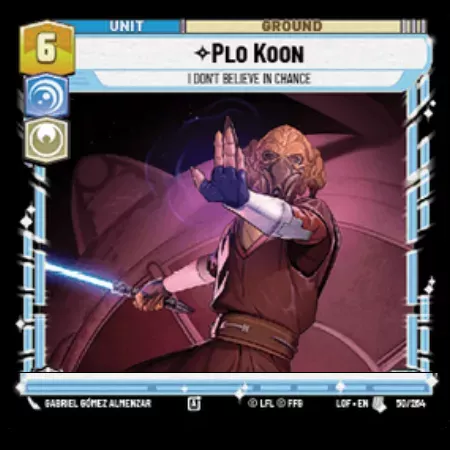 UNIT GROUND
6
PLO KOON
I DON'T BELIEVE IN CHANCE
GABRIEL GÓMEZ ALMENZAR A © LFL © FFG LOF • EN 50/264